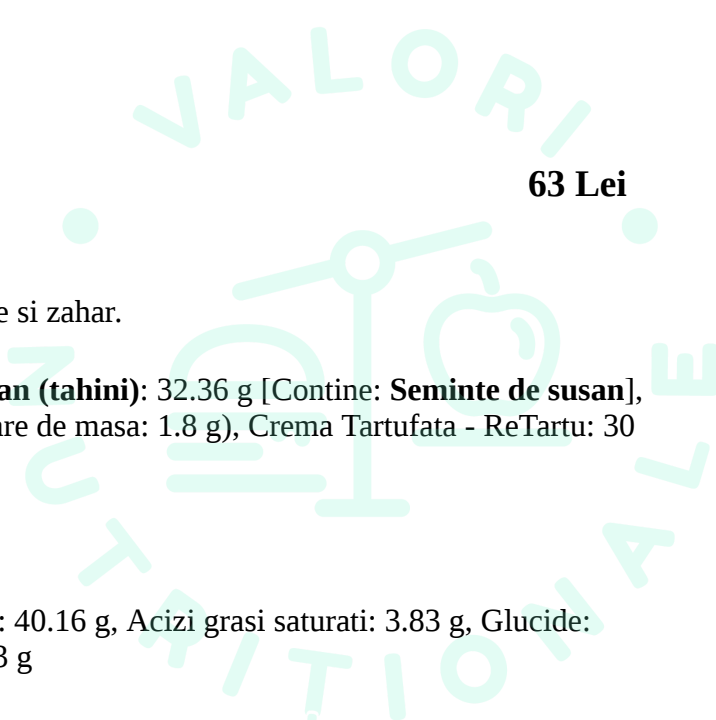 VALORI
63 Lei
e si zahar.
an (tahini): 32.36 g [Contine: Seminte de susan],
are de masa: 1.8 g), Crema Tartufata - ReTartu: 30
: 40.16 g, Acizi grasi saturati: 3.83 g, Glucide:
3 g
NUTRITIONALE